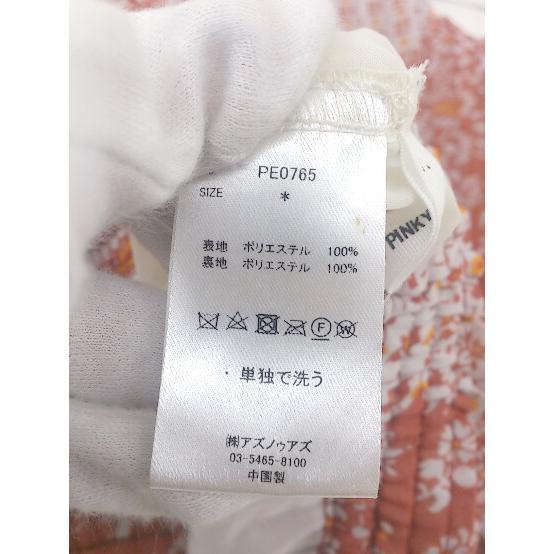 PE0765
SIZE *
表地 ポリエステル 100%
裏地 ポリエステル 100%
Ⓕ Ⓦ
・単独で洗う
㈱アズノゥアズ
03-5465-8100
中国製
PINKY